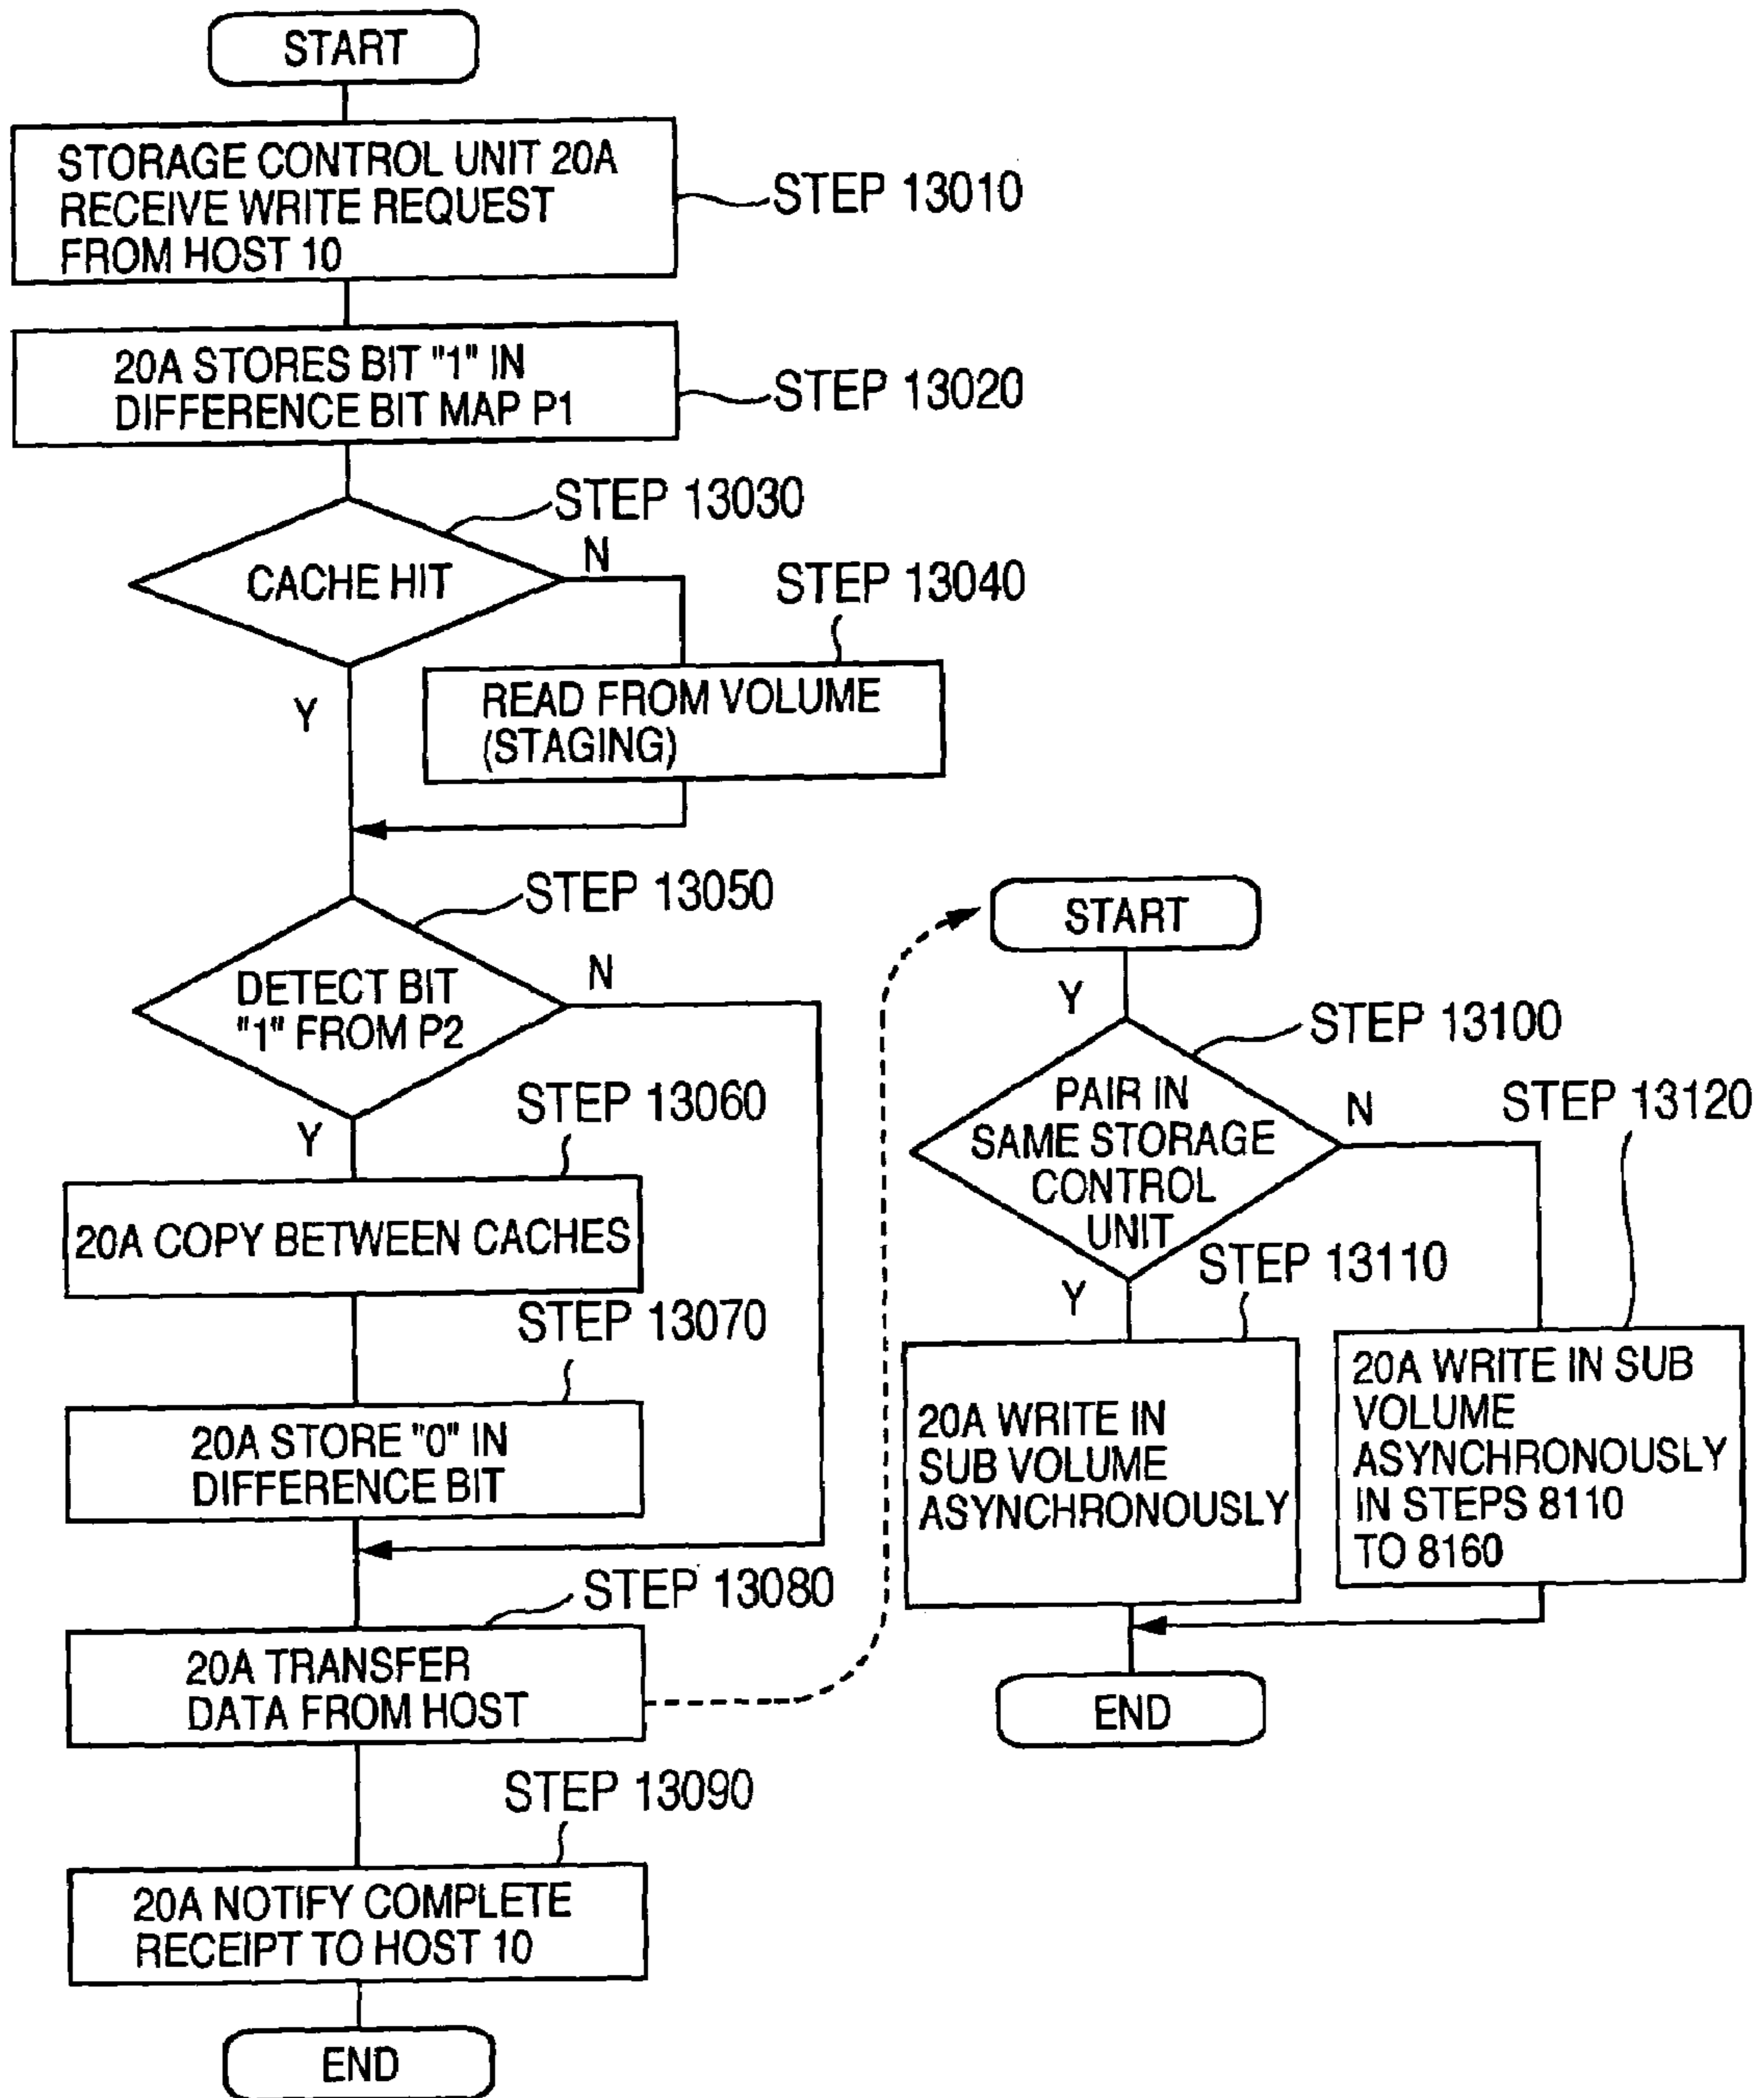 START
STORAGE CONTROL UNIT 20A
RECEIVE WRITE REQUEST
FROM HOST 10
STEP 13010
20A STORES BIT "1" IN
DIFFERENCE BIT MAP P1
STEP 13020
STEP 13030
CACHE HIT
N
Y
STEP 13040
READ FROM VOLUME
(STAGING)
STEP 13050
DETECT BIT
"1" FROM P2
N
Y
STEP 13060
20A COPY BETWEEN CACHES
STEP 13070
20A STORE "0" IN
DIFFERENCE BIT
STEP 13080
20A TRANSFER
DATA FROM HOST
STEP 13090
20A NOTIFY COMPLETE
RECEIPT TO HOST 10
END
START
Y
STEP 13100
PAIR IN
SAME STORAGE
CONTROL
UNIT
N
Y
STEP 13120
STEP 13110
20A WRITE IN
SUB VOLUME
ASYNCHRONOUSLY
20A WRITE IN SUB
VOLUME
ASYNCHRONOUSLY
IN STEPS 8110
TO 8160
END